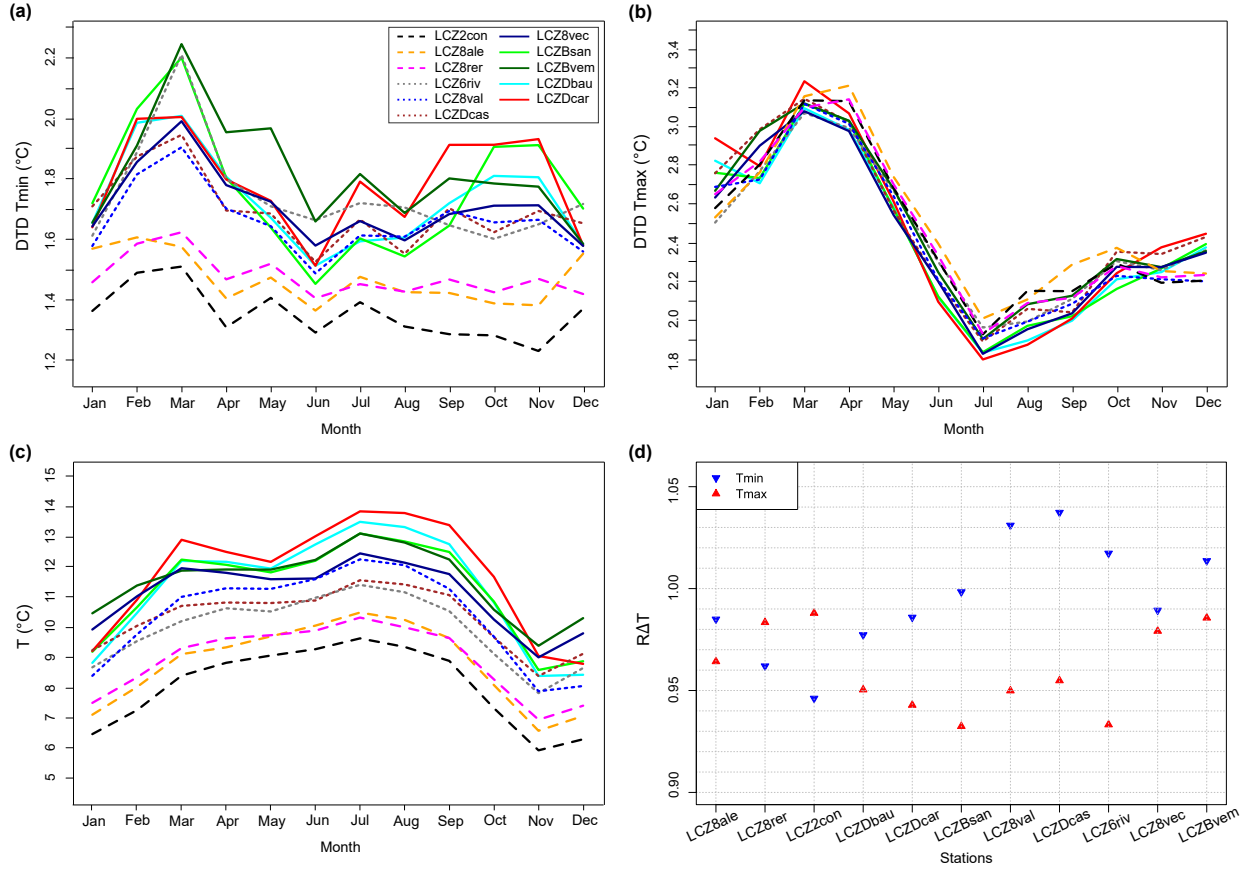 (a)
DTD Tmin (°C)
2.2
2.0
1.8
1.6
1.4
1.2
LCZ2con
LCZ8ale
LCZ8rer
LCZ6riv
LCZ8val
LCZDcas
LCZ8vec
LCZBsan
LCZBvem
LCZDbau
LCZDcar
Jan Feb Mar Apr May Jun Jul Aug Sep Oct Nov Dec
Month
(b)
DTD Tmax (°C)
3.4
3.2
3.0
2.8
2.6
2.4
2.2
2.0
1.8
Jan Feb Mar Apr May Jun Jul Aug Sep Oct Nov Dec
Month
(c)
T (°C)
15
14
13
12
11
10
9
8
7
6
5
Jan Feb Mar Apr May Jun Jul Aug Sep Oct Nov Dec
Month
(d)
RΔT
1.05
1.00
0.95
0.90
Tmin
Tmax
LCZ8ale LCZ8rer LCZ2con LCZDbau LCZDcar LCZBsan LCZ8val LCZDcas LCZ6riv LCZ8vec LCZBvem
Stations